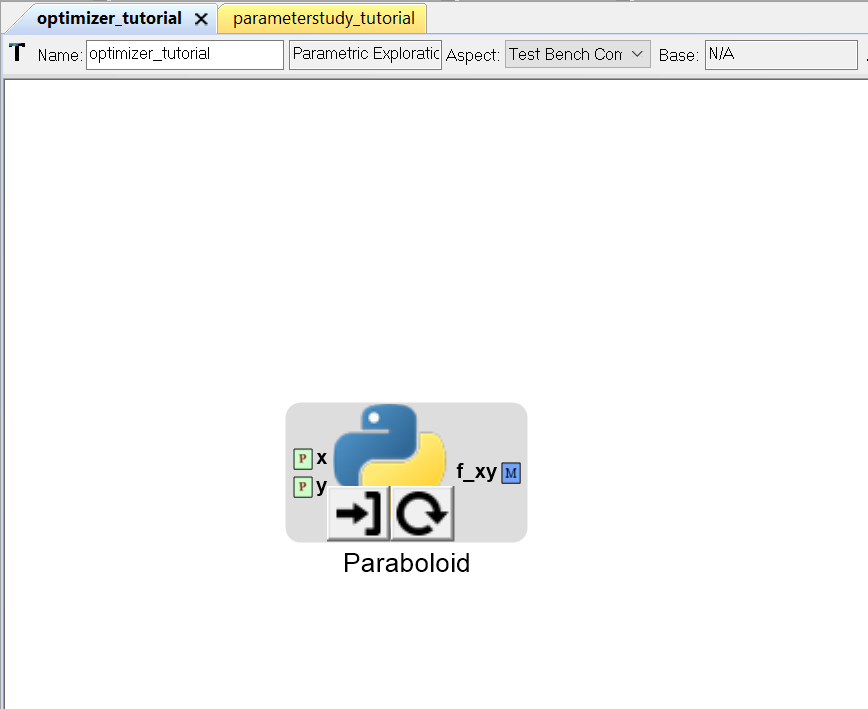 optimizer_tutorial
parameterstudy_tutorial
T Name: optimizer_tutorial Parametric Exploratic Aspect: Test Bench Con Base: N/A
P x
f_xy M
P y
Paraboloid